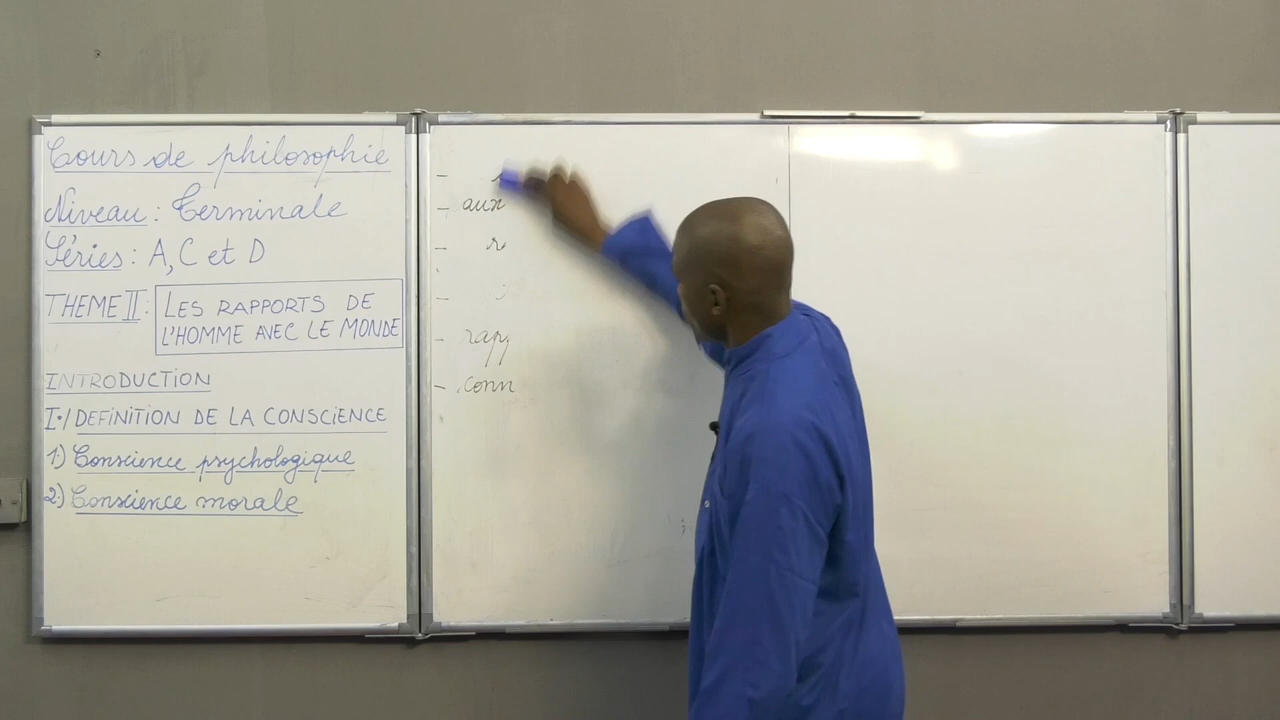 Cours de philosophie
Niveau : Terminale
Séries : A, C et D
THEME II : LES RAPPORTS DE
L'HOMME AVEC LE MONDE
INTRODUCTION
I./ DEFINITION DE LA CONSCIENCE
1) Conscience psychologique
2) Conscience morale
-
- aux
- r
-
- rapp
- conn